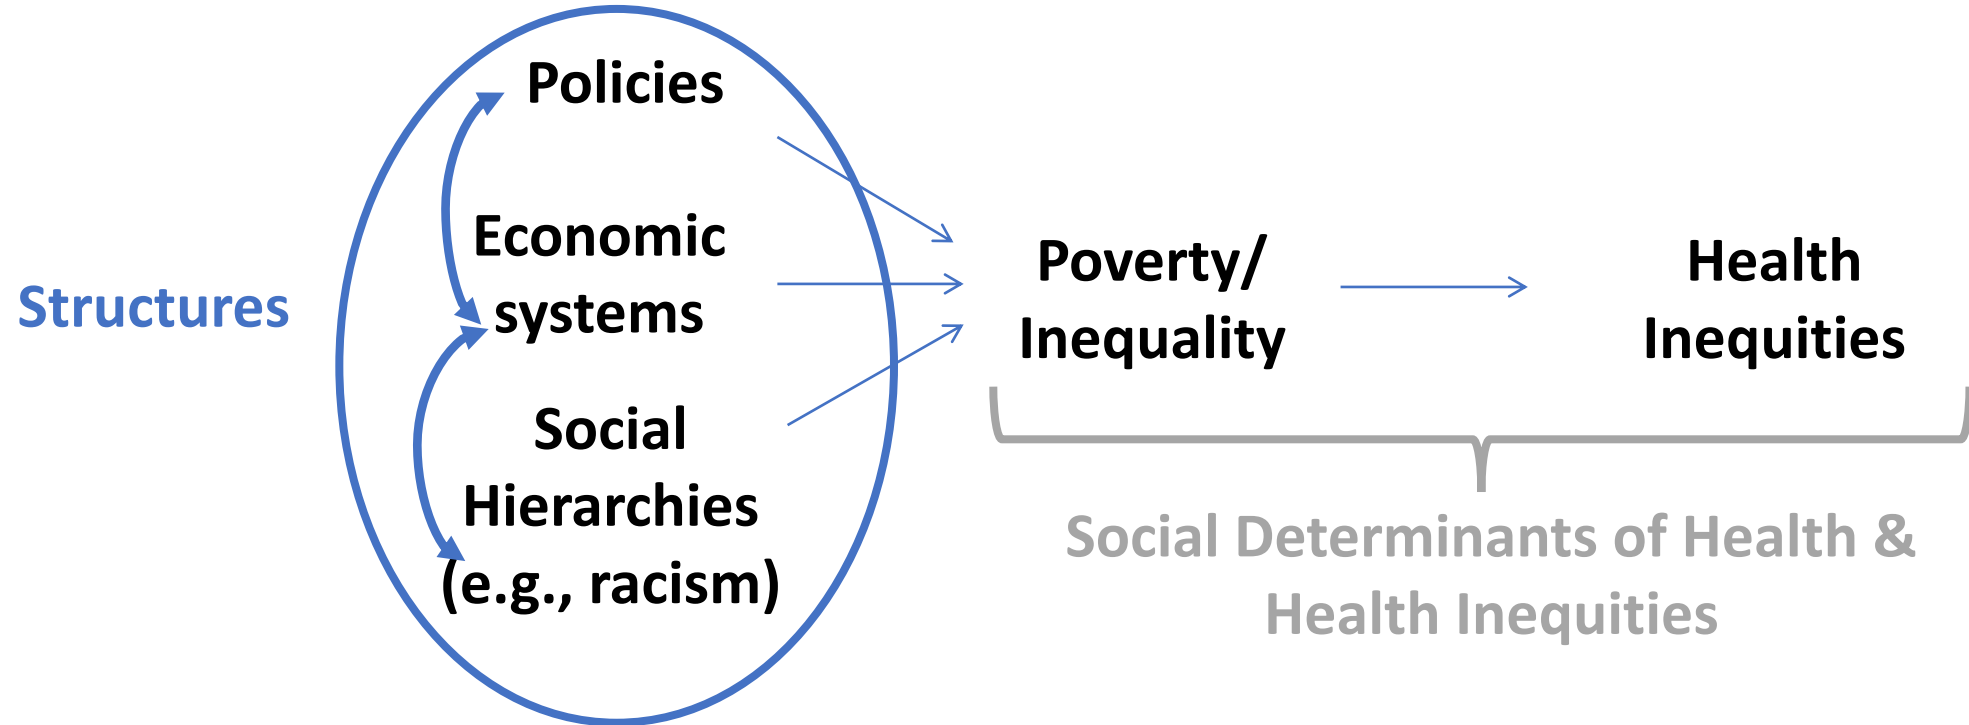 Structures
Policies
Economic
systems
Social
Hierarchies
(e.g., racism)
Poverty/
Inequality
Health
Inequities
Social Determinants of Health &
Health Inequities